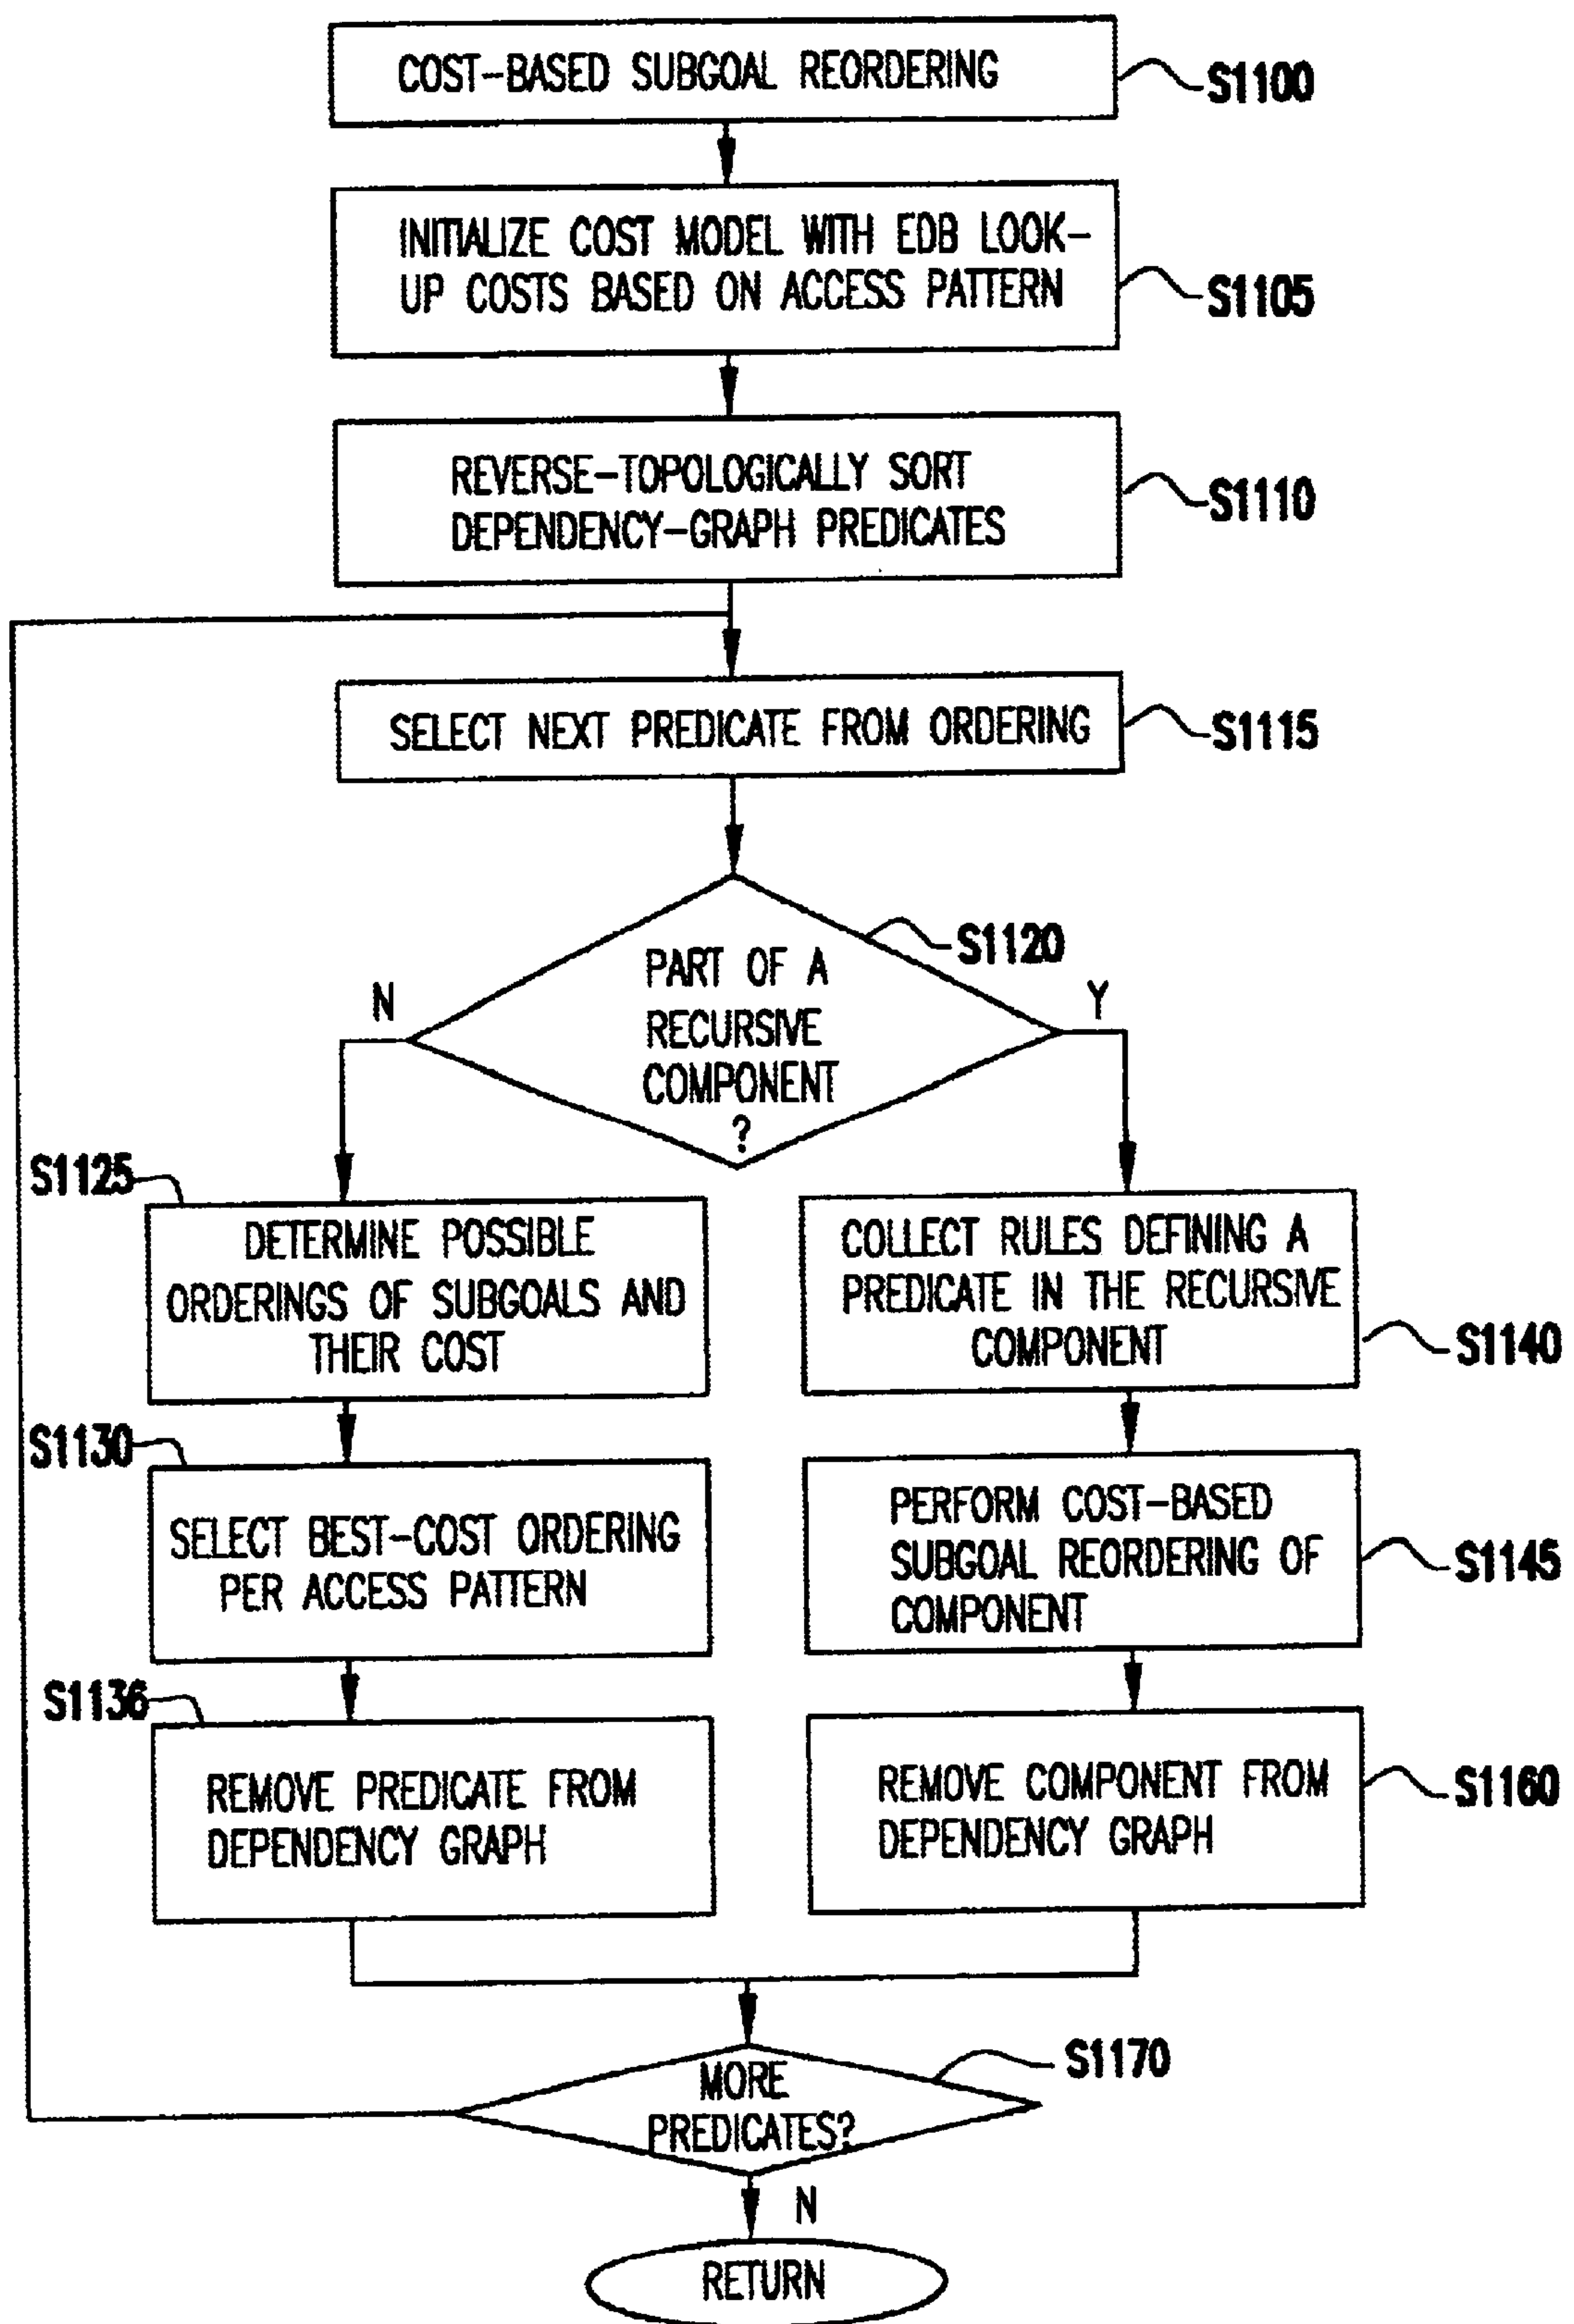 COST-BASED SUBGOAL REORDERING
S1100
INITIALIZE COST MODEL WITH EDB LOOK-
UP COSTS BASED ON ACCESS PATTERN
S1105
REVERSE-TOPOLOGICALLY SORT
DEPENDENCY-GRAPH PREDICATES
S1110
SELECT NEXT PREDICATE FROM ORDERING
S1115
PART OF A
RECURSIVE
COMPONENT
?
S1120
N
Y
S1125
DETERMINE POSSIBLE
ORDERINGS OF SUBGOALS AND
THEIR COST
COLLECT RULES DEFINING A
PREDICATE IN THE RECURSIVE
COMPONENT
S1140
S1130
SELECT BEST-COST ORDERING
PER ACCESS PATTERN
PERFORM COST-BASED
SUBGOAL REORDERING OF
COMPONENT
S1145
S1136
REMOVE PREDICATE FROM
DEPENDENCY GRAPH
REMOVE COMPONENT FROM
DEPENDENCY GRAPH
S1160
MORE
PREDICATES?
S1170
N
RETURN